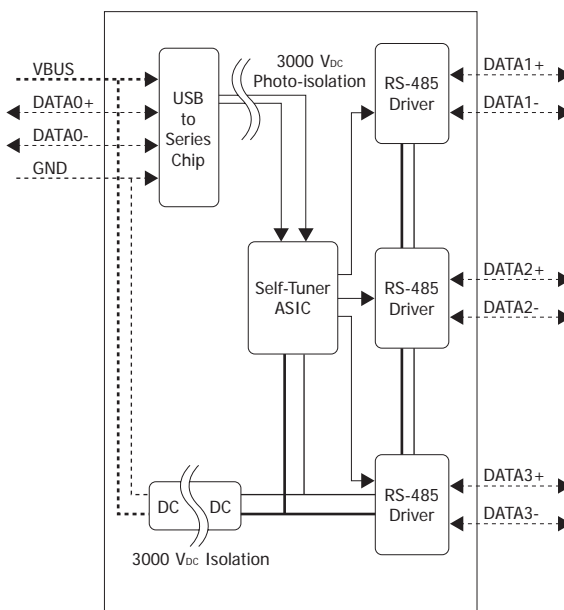 VBUS
DATA0+
DATA0-
GND
USB
to
Series
Chip
3000 VDC
Photo-isolation
RS-485
Driver
DATA1+
DATA1-
Self-Tuner
ASIC
RS-485
Driver
DATA2+
DATA2-
DC
DC
3000 VDC Isolation
RS-485
Driver
DATA3+
DATA3-